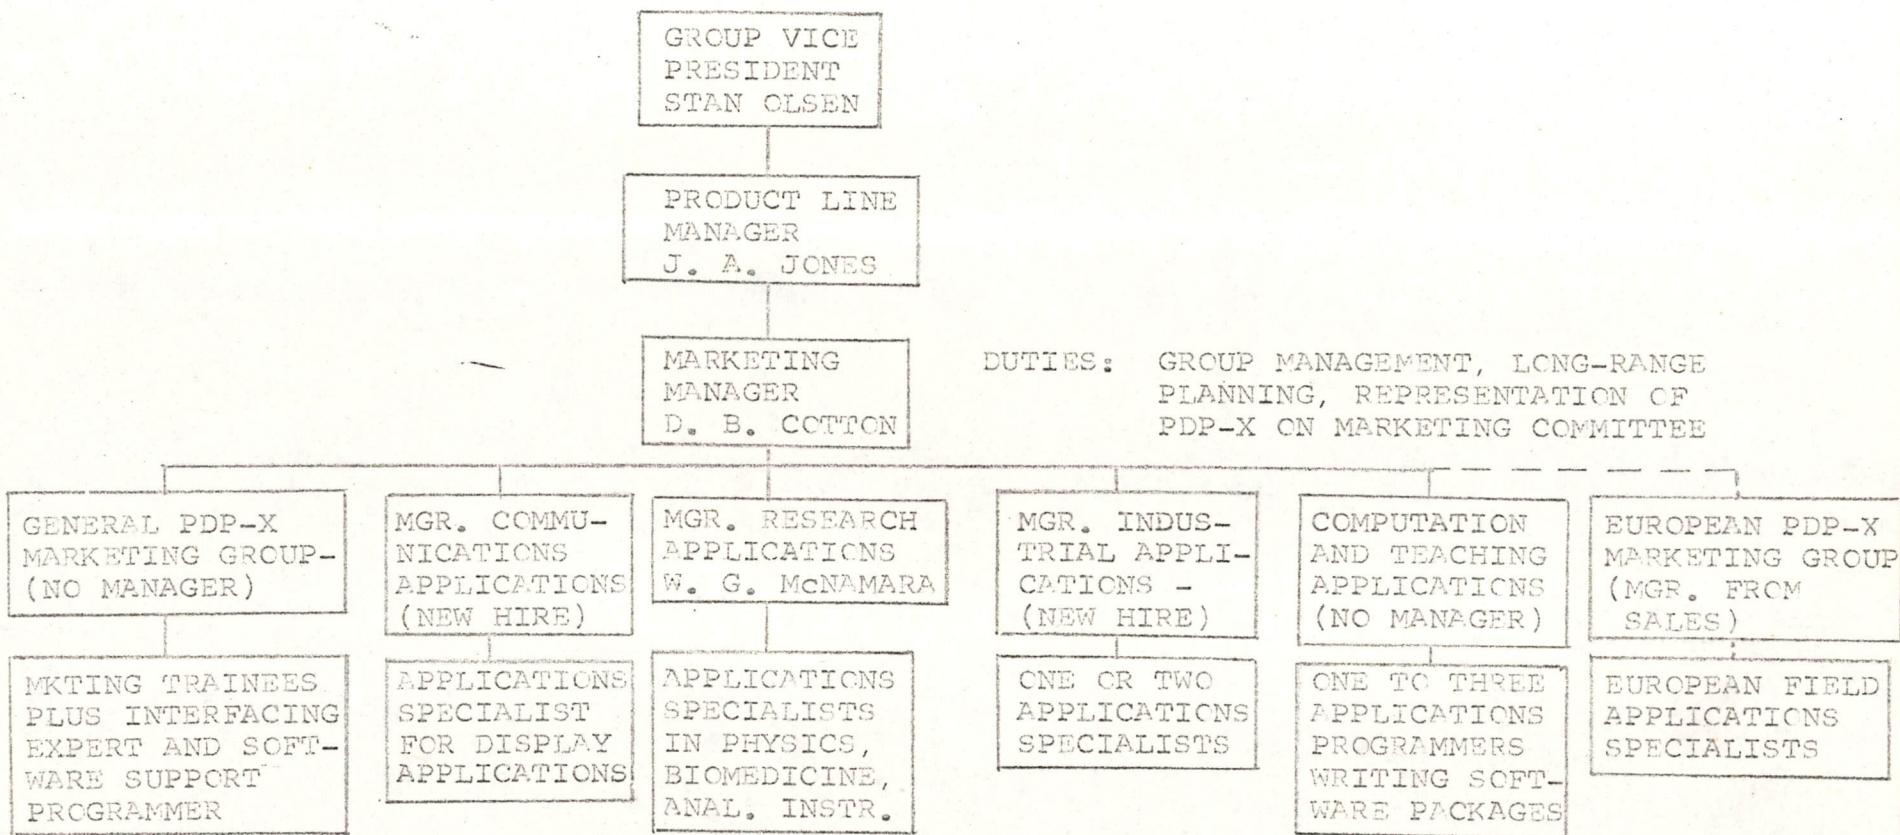 GROUP VICE
PRESIDENT
STAN OLSEN
PRODUCT LINE
MANAGER
J. A. JONES
MARKETING
MANAGER
D. B. COTTON
DUTIES: GROUP MANAGEMENT, LONG-RANGE
PLANNING, REPRESENTATION OF
PDP-X ON MARKETING COMMITTEE
GENERAL PDP-X
MARKETING GROUP-
(NO MANAGER)
MGR. COMMU-
NICATIONS
APPLICATIONS
(NEW HIRE)
MGR. RESEARCH
APPLICATIONS
W. G. McNAMARA
MGR. INDUS-
TRIAL APPLI-
CATIONS -
(NEW HIRE)
COMPUTATION
AND TEACHING
APPLICATIONS
(NO MANAGER)
EUROPEAN PDP-X
MARKETING GROUP
(MGR. FROM
SALES)
MKTING TRAINEES
PLUS INTERFACING
EXPERT AND SOFT-
WARE SUPPORT
PROGRAMMER
APPLICATIONS
SPECIALIST
FOR DISPLAY
APPLICATIONS
APPLICATIONS
SPECIALISTS
IN PHYSICS,
BIOMEDICINE,
ANAL. INSTR.
ONE OR TWO
APPLICATIONS
SPECIALISTS
ONE TO THREE
APPLICATIONS
PROGRAMMERS
WRITING SOFT-
WARE PACKAGES
EUROPEAN FIELD
APPLICATIONS
SPECIALISTS